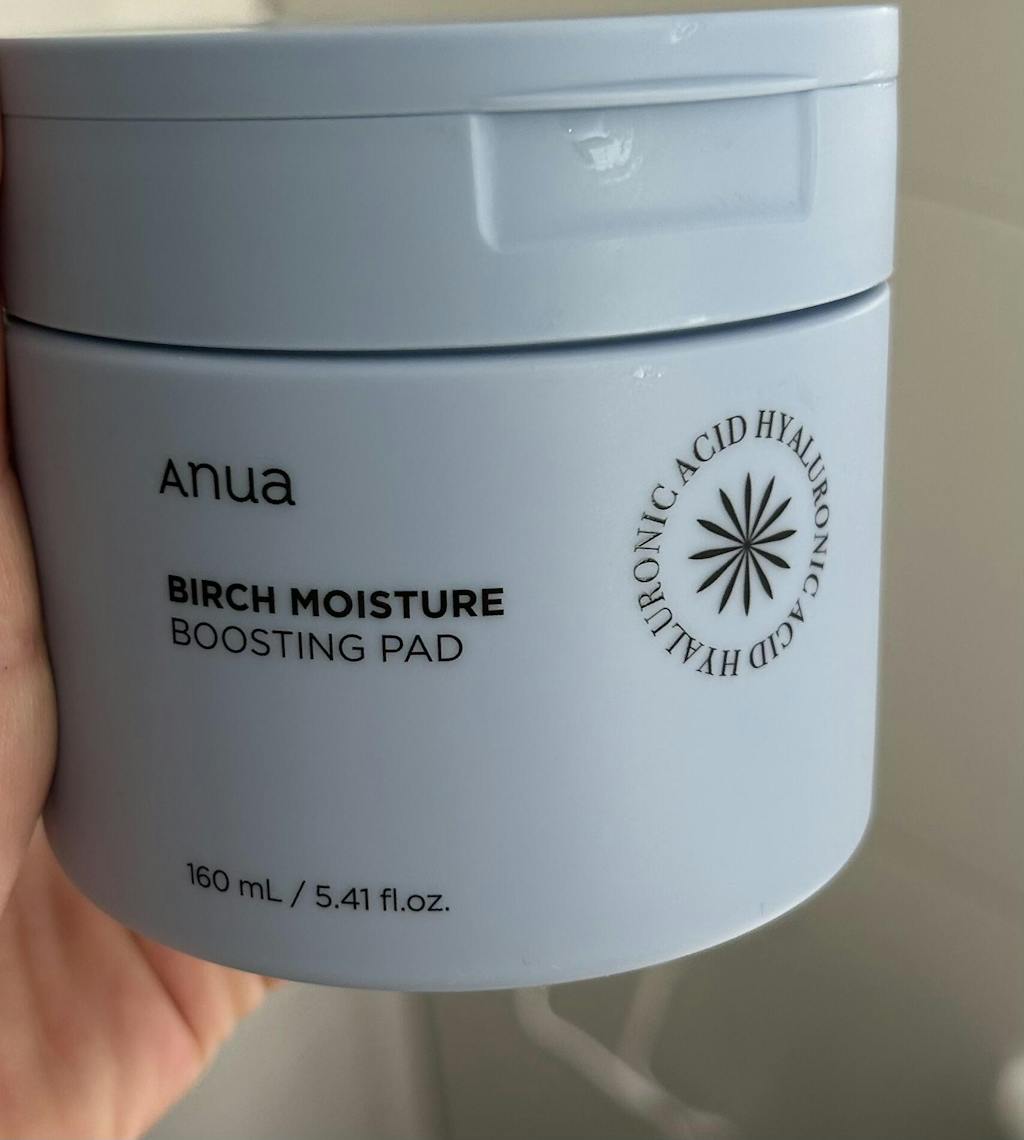 Anua
BIRCH MOISTURE
BOOSTING PAD
HYALURONIC ACID HYALURONIC ACID
160 mL / 5.41 fl.oz.